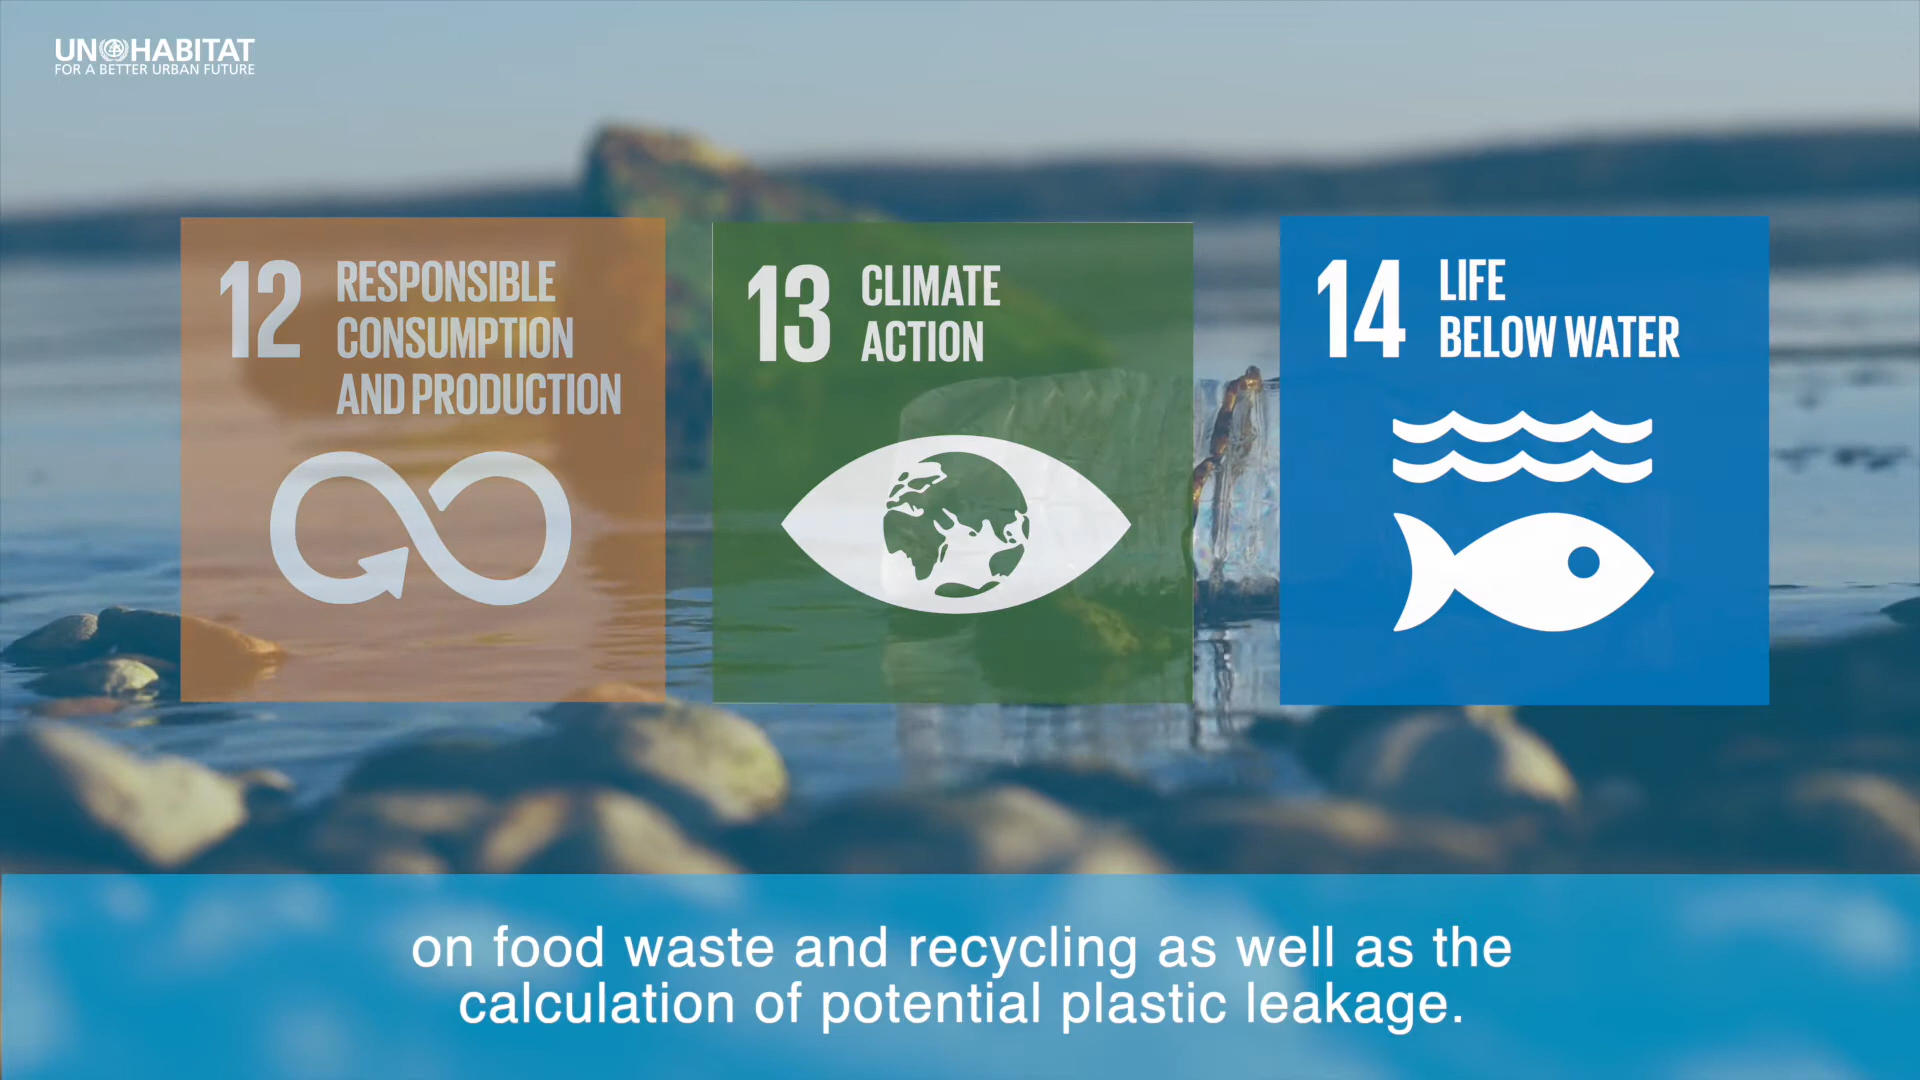 UN HABITAT
FOR A BETTER URBAN FUTURE
12 RESPONSIBLE
CONSUMPTION
AND PRODUCTION
13 CLIMATE
ACTION
14 LIFE
BELOW WATER
on food waste and recycling as well as the
calculation of potential plastic leakage.